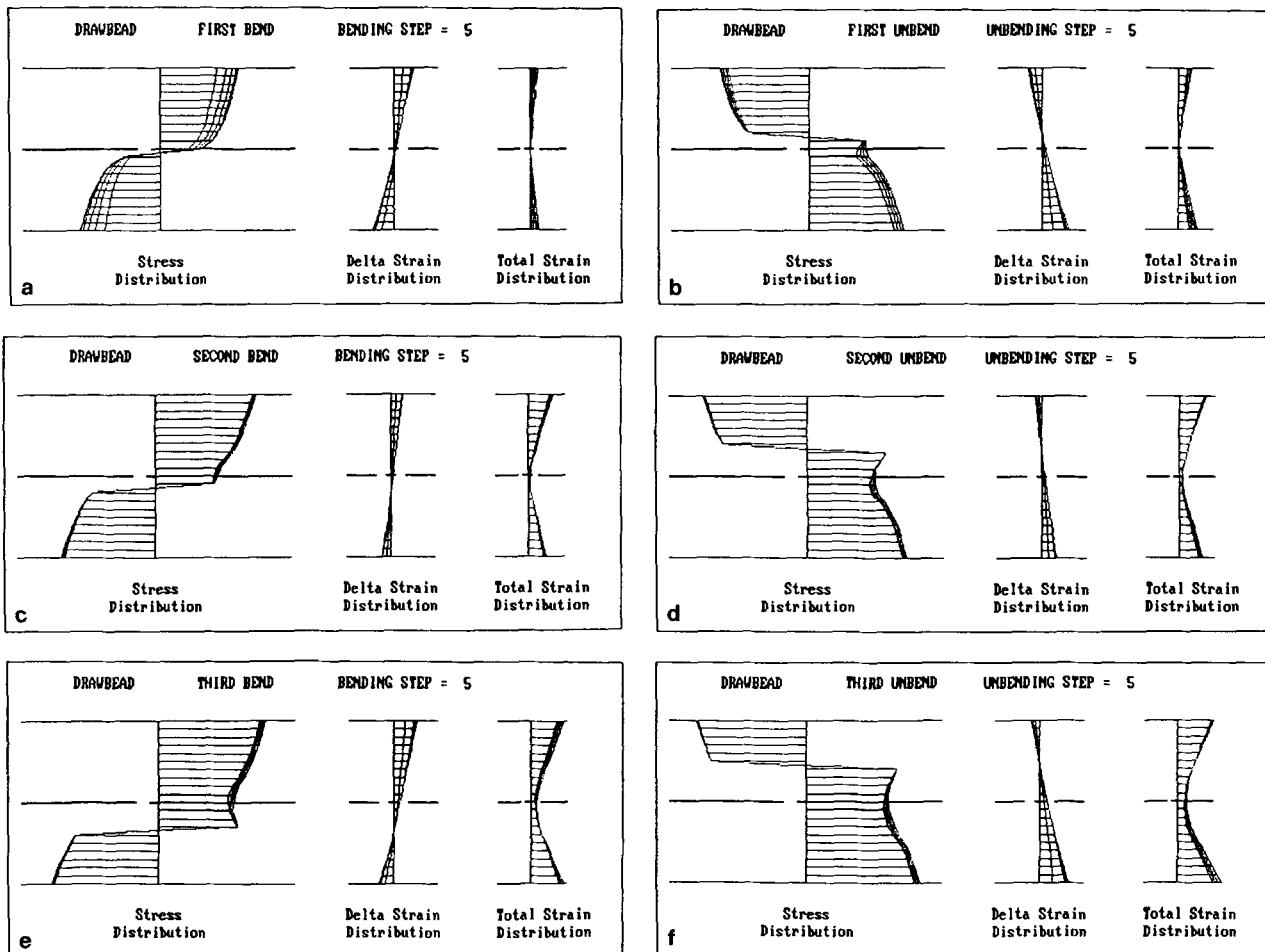 DRAWBEAD FIRST BEND BENDING STEP = 5
Stress Distribution
Delta Strain Distribution
Total Strain Distribution
a
DRAWBEAD FIRST UNBEND UNBENDING STEP = 5
Stress Distribution
Delta Strain Distribution
Total Strain Distribution
b
DRAWBEAD SECOND BEND BENDING STEP = 5
Stress Distribution
Delta Strain Distribution
Total Strain Distribution
c
DRAWBEAD SECOND UNBEND UNBENDING STEP = 5
Stress Distribution
Delta Strain Distribution
Total Strain Distribution
d
DRAWBEAD THIRD BEND BENDING STEP = 5
Stress Distribution
Delta Strain Distribution
Total Strain Distribution
e
DRAWBEAD THIRD UNBEND UNBENDING STEP = 5
Stress Distribution
Delta Strain Distribution
Total Strain Distribution
f